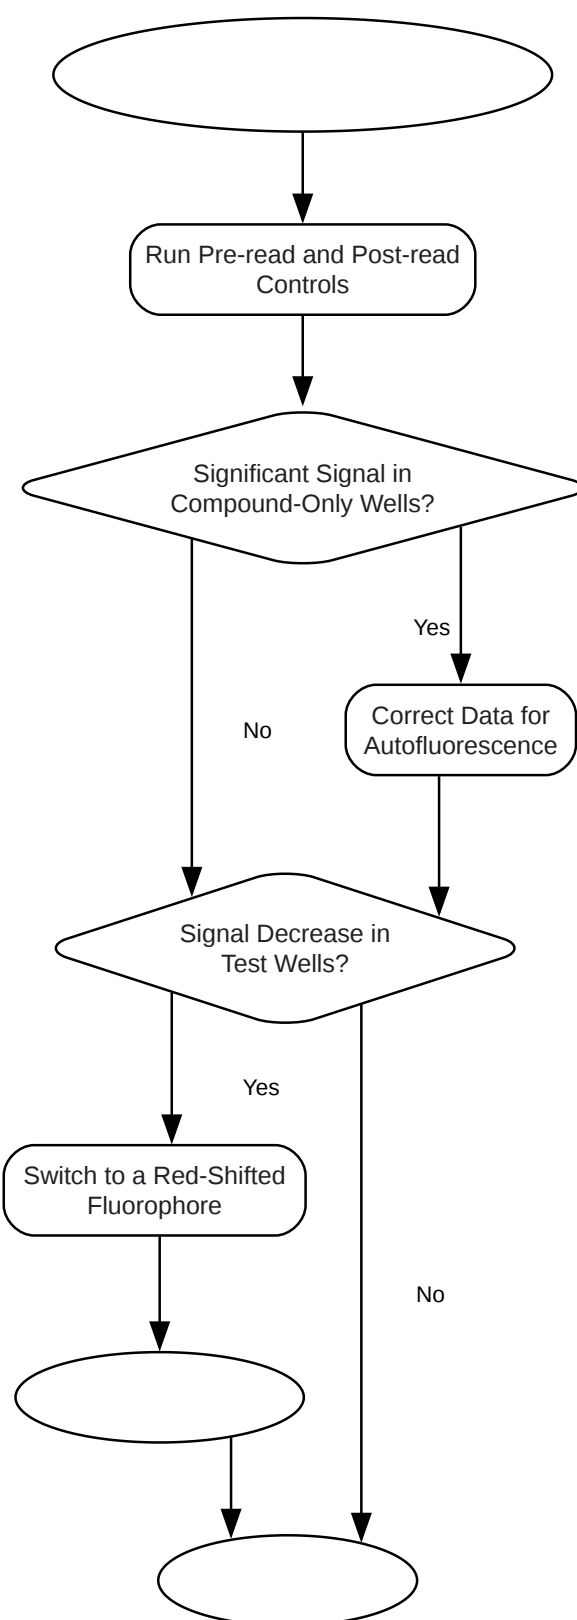 Run Pre-read and Post-read
Controls
Significant Signal in
Compound-Only Wells?
Yes
No
Correct Data for
Autofluorescence
Signal Decrease in
Test Wells?
Yes
Switch to a Red-Shifted
Fluorophore
No